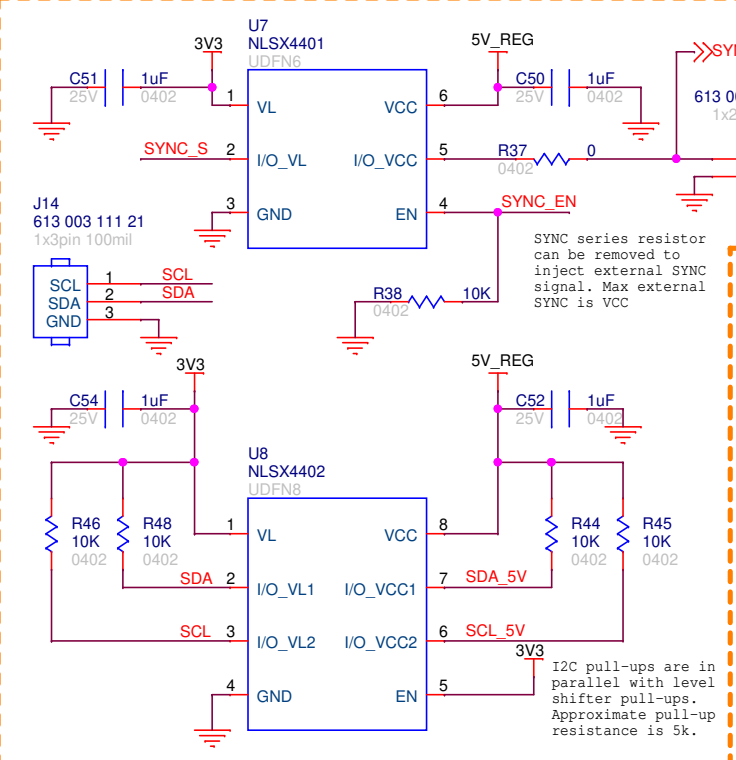 U7
NLSX4401
UDFN6
3V3
5V_REG
C51
1uF
25V
0402
C50
1uF
25V
0402
1
VL
VCC
6
SYNC_S
2
I/O_VL
I/O_VCC
5
R37
0
0402
3
GND
EN
4
SYNC_EN
613 00
1x2
J14
613 003 111 21
1x3pin 100mil
SCL
1
SCL
SDA
2
SDA
GND
3
R38
10K
0402
SYNC series resistor
can be removed to
inject external SYNC
signal. Max external
SYNC is VCC
3V3
5V_REG
C54
1uF
25V
0402
C52
1uF
25V
0402
U8
NLSX4402
UDFN8
R46
10K
0402
R48
10K
0402
1
VL
VCC
8
R44
10K
0402
R45
10K
0402
SDA
2
I/O_VL1
I/O_VCC1
7
SDA_5V
SCL
3
I/O_VL2
I/O_VCC2
6
SCL_5V
4
GND
EN
5
3V3
I2C pull-ups are in
parallel with level
shifter pull-ups.
Approximate pull-up
resistance is 5k.